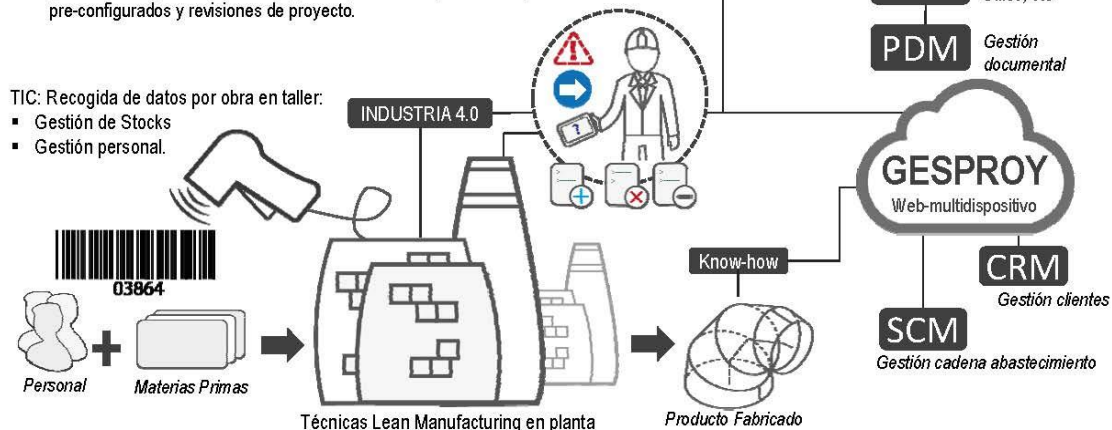 pre-configurados y revisiones de proyecto.
PDM
Gestión
documental
TIC: Recogida de datos por obra en taller:
▪ Gestión de Stocks
▪ Gestión personal.
INDUSTRIA 4.0
?
GESPROY
Web-multidispositivo
03864
Know-how
CRM
Gestión clientes
SCM
Gestión cadena abastecimiento
Personal
+
Materias Primas
Técnicas Lean Manufacturing en planta
Producto Fabricado